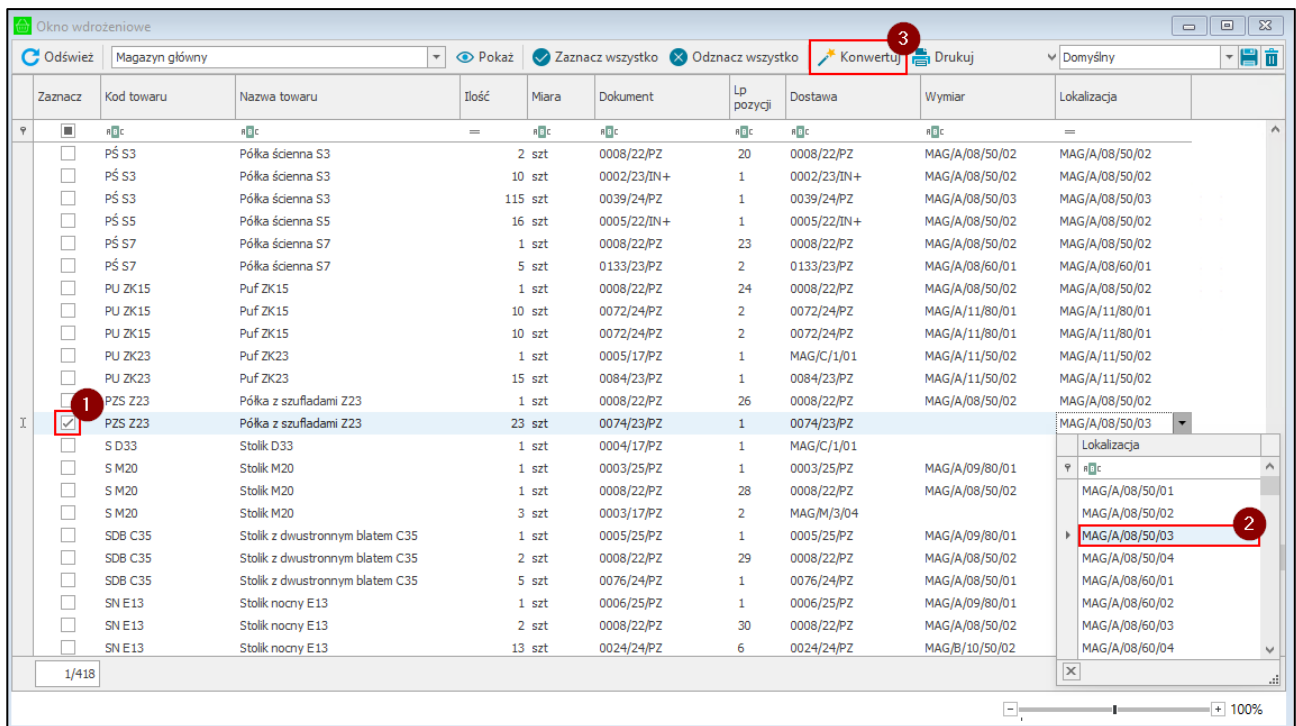 Okno wdrożeniowe
Odśwież Magazyn główny Pokaż Zaznacz wszystko Odznacz wszystko Konwertuj Drukuj Domyślny
3
Zaznacz Kod towaru Nazwa towaru Ilość Miara Dokument Lp pozycji Dostawa Wymiar Lokalizacja
PŚ S3 Półka ścienna S3 2 szt 0008/22/PZ 20 0008/22/PZ MAG/A/08/50/02 MAG/A/08/50/02
PŚ S3 Półka ścienna S3 10 szt 0002/23/IN+ 1 0002/23/IN+ MAG/A/08/50/02 MAG/A/08/50/02
PŚ S3 Półka ścienna S3 115 szt 0039/24/PZ 1 0039/24/PZ MAG/A/08/50/03 MAG/A/08/50/03
PŚ S5 Półka ścienna S5 16 szt 0005/22/IN+ 1 0005/22/IN+ MAG/A/08/50/02 MAG/A/08/50/02
PŚ S7 Półka ścienna S7 1 szt 0008/22/PZ 23 0008/22/PZ MAG/A/08/50/02 MAG/A/08/50/02
PŚ S7 Półka ścienna S7 5 szt 0133/23/PZ 2 0133/23/PZ MAG/A/08/60/01 MAG/A/08/60/01
PU ZK15 Puf ZK15 1 szt 0008/22/PZ 24 0008/22/PZ MAG/A/08/50/02 MAG/A/08/50/02
PU ZK15 Puf ZK15 10 szt 0072/24/PZ 2 0072/24/PZ MAG/A/11/80/01 MAG/A/11/80/01
PU ZK15 Puf ZK15 10 szt 0072/24/PZ 2 0072/24/PZ MAG/A/11/80/01 MAG/A/11/80/01
PU ZK23 Puf ZK23 1 szt 0005/17/PZ 1 MAG/C/1/01 MAG/A/11/50/02 MAG/A/11/50/02
PU ZK23 Puf ZK23 15 szt 0084/23/PZ 1 0084/23/PZ MAG/A/11/50/02 MAG/A/11/50/02
1 PZS Z23 Półka z szufladami Z23 1 szt 0008/22/PZ 26 0008/22/PZ MAG/A/08/50/02 MAG/A/08/50/02
PZS Z23 Półka z szufladami Z23 23 szt 0074/23/PZ 1 0074/23/PZ MAG/A/08/50/03
S D33 Stolik D33 1 szt 0004/17/PZ 1 MAG/C/1/01
S M20 Stolik M20 1 szt 0003/25/PZ 1 0003/25/PZ MAG/A/09/80/01
S M20 Stolik M20 1 szt 0008/22/PZ 28 0008/22/PZ MAG/A/08/50/02
S M20 Stolik M20 3 szt 0003/17/PZ 2 MAG/M/3/04
SDB C35 Stolik z dwustronnym blatem C35 1 szt 0005/25/PZ 1 0005/25/PZ MAG/A/09/80/01
SDB C35 Stolik z dwustronnym blatem C35 2 szt 0008/22/PZ 29 0008/22/PZ MAG/A/08/50/02
SDB C35 Stolik z dwustronnym blatem C35 5 szt 0076/24/PZ 1 0076/24/PZ MAG/A/08/50/01
SN E13 Stolik nocny E13 1 szt 0006/25/PZ 1 0006/25/PZ MAG/A/09/80/01
SN E13 Stolik nocny E13 2 szt 0008/22/PZ 30 0008/22/PZ MAG/A/08/50/02
SN E13 Stolik nocny E13 13 szt 0024/24/PZ 6 0024/24/PZ MAG/B/10/50/02
Lokalizacja
MAG/A/08/50/01
MAG/A/08/50/02
2
MAG/A/08/50/03
MAG/A/08/50/04
MAG/A/08/60/01
MAG/A/08/60/02
MAG/A/08/60/03
MAG/A/08/60/04
1/418
100%